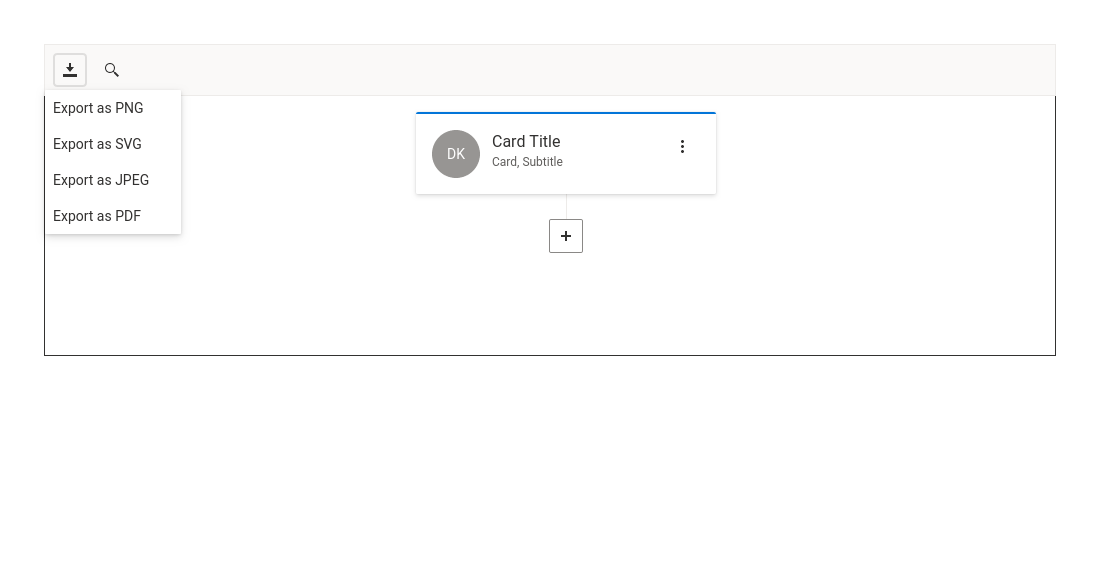 Export as PNG
Export as SVG
Export as JPEG
Export as PDF
DK
Card Title
Card, Subtitle